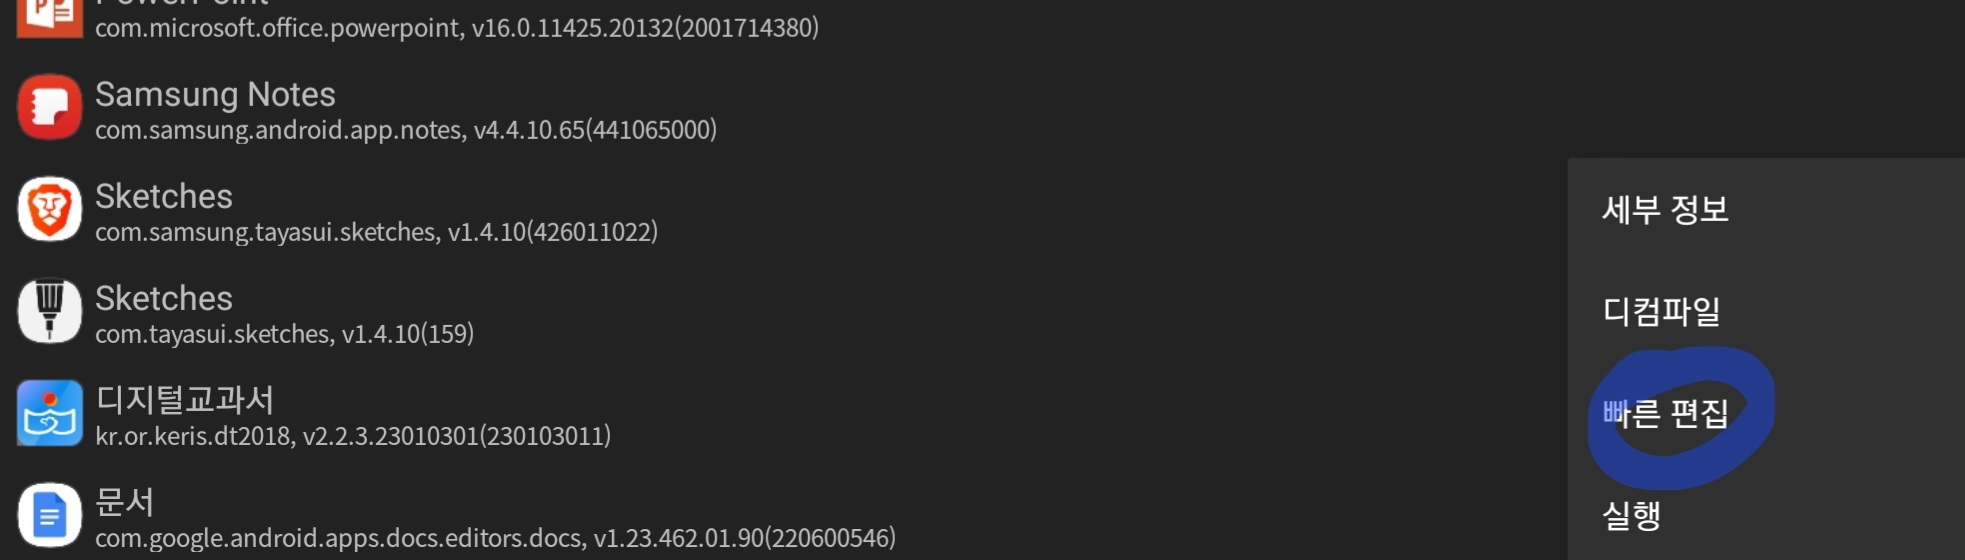 PowerPoint
com.microsoft.office.powerpoint, v16.0.11425.20132(2001714380)
Samsung Notes
com.samsung.android.app.notes, v4.4.10.65(441065000)
Sketches
com.samsung.tayasui.sketches, v1.4.10(426011022)
Sketches
com.tayasui.sketches, v1.4.10(159)
디지털교과서
kr.or.keris.dt2018, v2.2.3.23010301(230103011)
문서
com.google.android.apps.docs.editors.docs, v1.23.462.01.90(220600546)
세부 정보
디컴파일
빠른 편집
실행